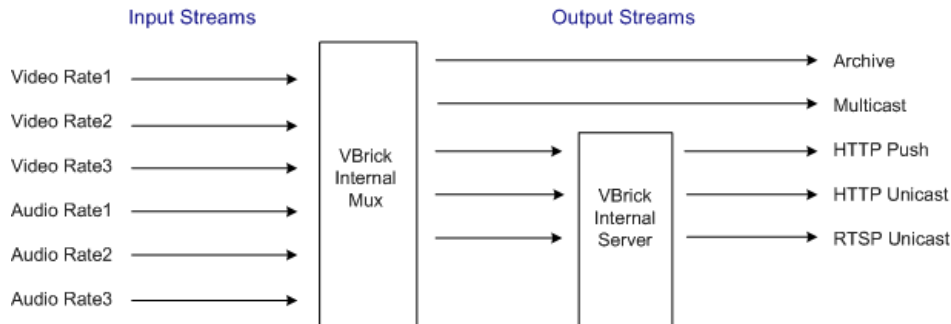 Input Streams
Output Streams
Video Rate1
Video Rate2
Video Rate3
Audio Rate1
Audio Rate2
Audio Rate3
VBrick
Internal
Mux
VBrick
Internal
Server
Archive
Multicast
HTTP Push
HTTP Unicast
RTSP Unicast